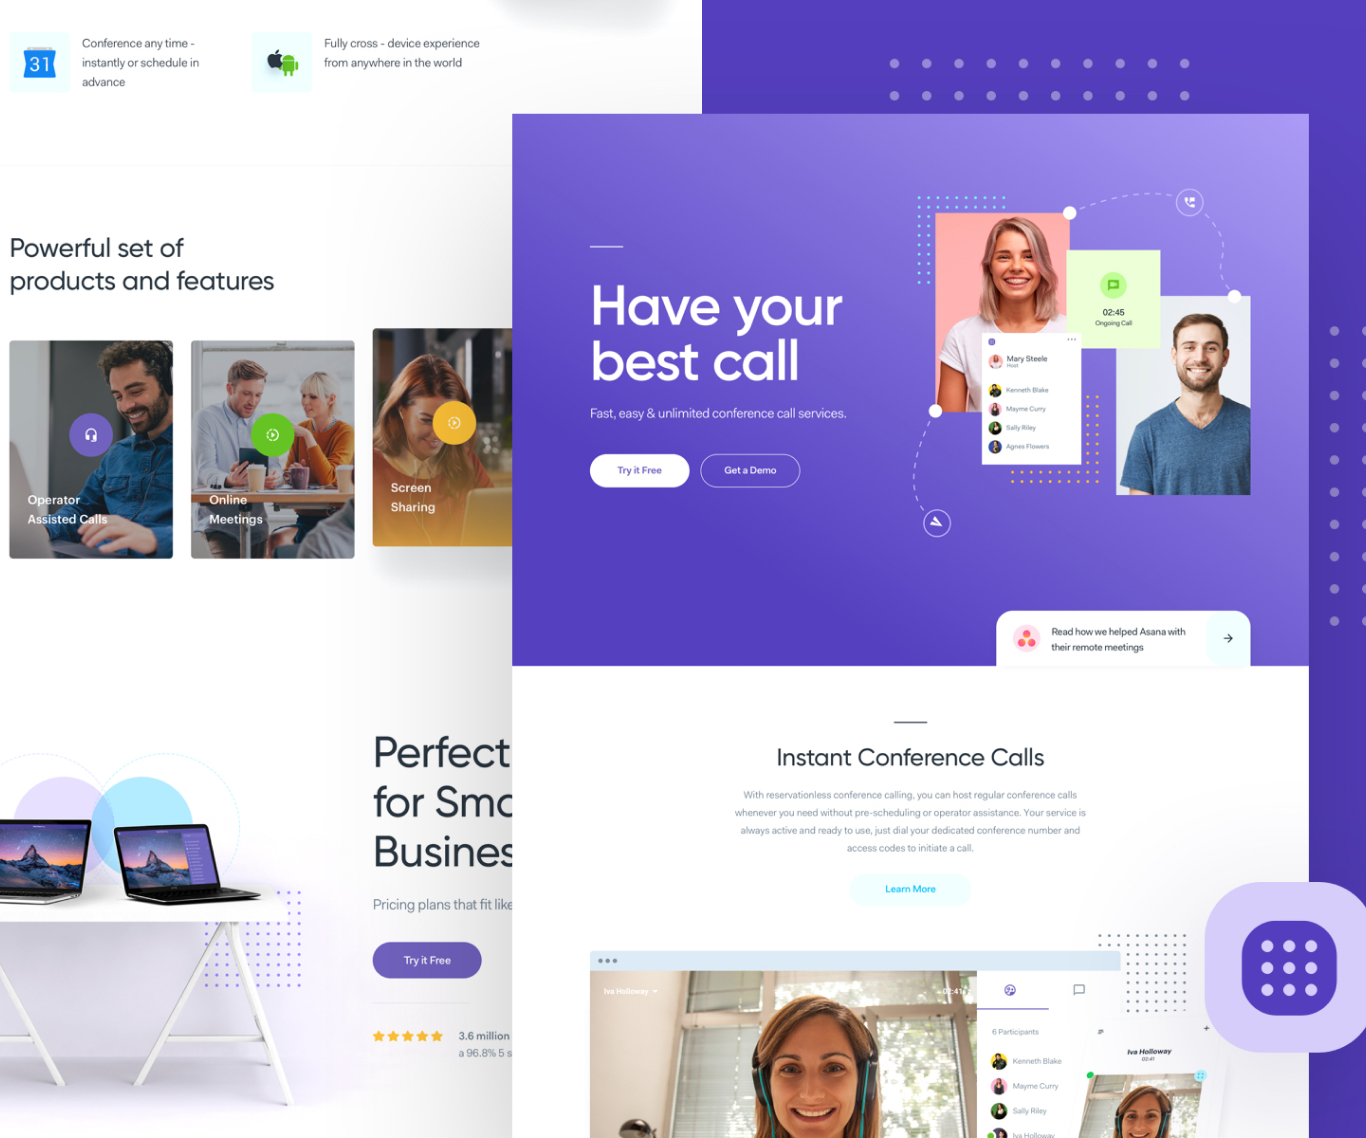 31
Conference any time -
instantly or schedule in
advance
Fully cross - device experience
from anywhere in the world
Powerful set of
products and features
Operator
Assisted Calls
Online
Meetings
Screen
Sharing
Perfect
for Sma
Business
Pricing plans that fit like
Try it Free
3.6 million
a 96.8% 5 s
Have your
best call
Fast, easy & unlimited conference call services.
Try it Free
Get a Demo
02:45
Ongoing Call
Mary Steele
Host
Kenneth Blake
Mayme Curry
Sally Riley
Agnes Flowers
Read how we helped Asana with
their remote meetings
Instant Conference Calls
With reservationless conference calling, you can host regular conference calls
whenever you need without pre-scheduling or operator assistance. Your service is
always active and ready to use, just dial your dedicated conference number and
access codes to initiate a call.
Learn More
Iva Holloway
02:41
6 Participants
Kenneth Blake
Mayme Curry
Sally Riley
Iva Holloway
Iva Holloway
02:41